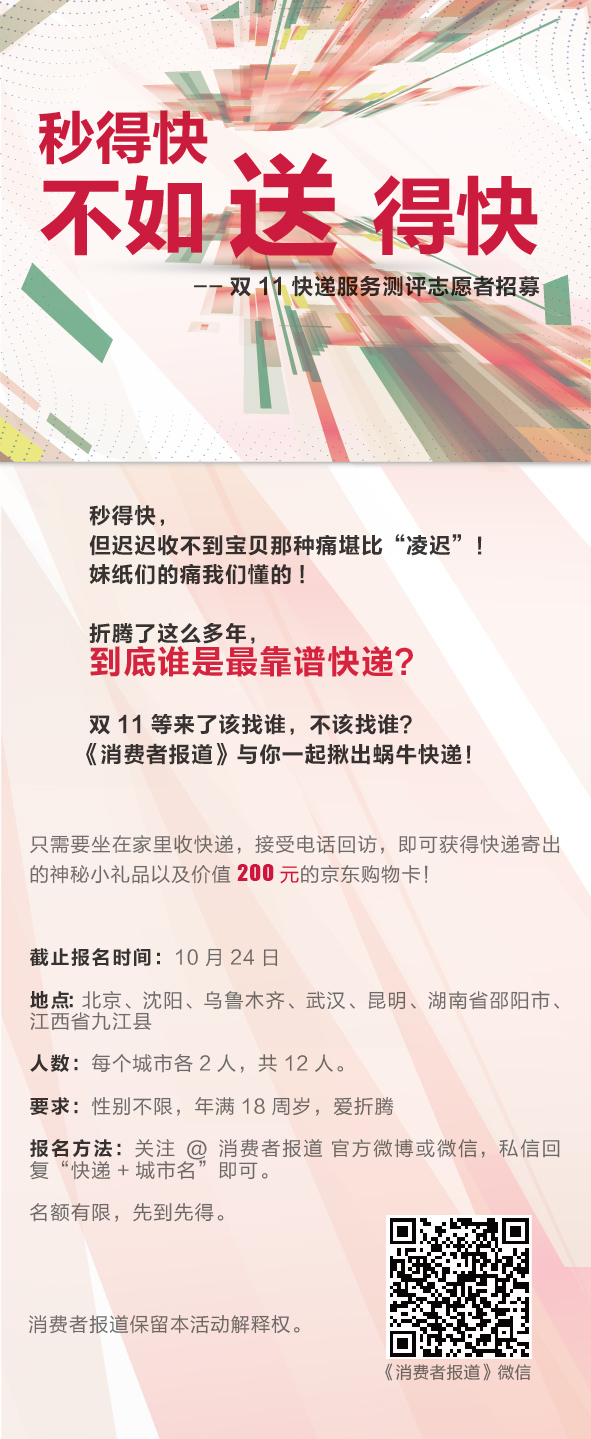 秒得快
不如送得快
-- 双 11 快递服务测评志愿者招募
秒得快，
但迟迟收不到宝贝那种痛堪比“凌迟”！
妹纸们的痛我们懂的！
折腾了这么多年，
到底谁是最靠谱快递？
双 11 等来了该找谁，不该找谁？
《消费者报道》与你一起揪出蜗牛快递！
只需要坐在家里收快递，接受电话回访，即可获得快递寄出
的神秘小礼品以及价值 200 元的京东购物卡！
截止报名时间：10 月 24 日
地点：北京、沈阳、乌鲁木齐、武汉、昆明、湖南省邵阳市、
江西省九江县
人数：每个城市各 2 人，共 12 人。
要求：性别不限，年满 18 周岁，爱折腾
报名方法：关注 @ 消费者报道 官方微博或微信，私信回
复“快递 + 城市名”即可。
名额有限，先到先得。
消费者报道保留本活动解释权。
《消费者报道》微信